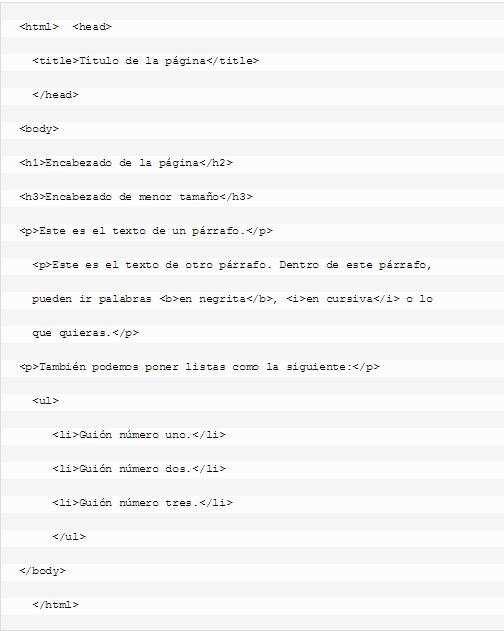 <html>  <head>
<title>Título de la página</title>
</head>
<body>
<h1>Encabezado de la página</h2>
<h3>Encabezado de menor tamaño</h3>
<p>Este es el texto de un párrafo.</p>
<p>Este es el texto de otro párrafo. Dentro de este párrafo,
pueden ir palabras <b>en negrita</b>, <i>en cursiva</i> o lo
que quieras.</p>
<p>También podemos poner listas como la siguiente:</p>
<ul>
<li>Guión número uno.</li>
<li>Guión número dos.</li>
<li>Guión número tres.</li>
</ul>
</body>
</html>